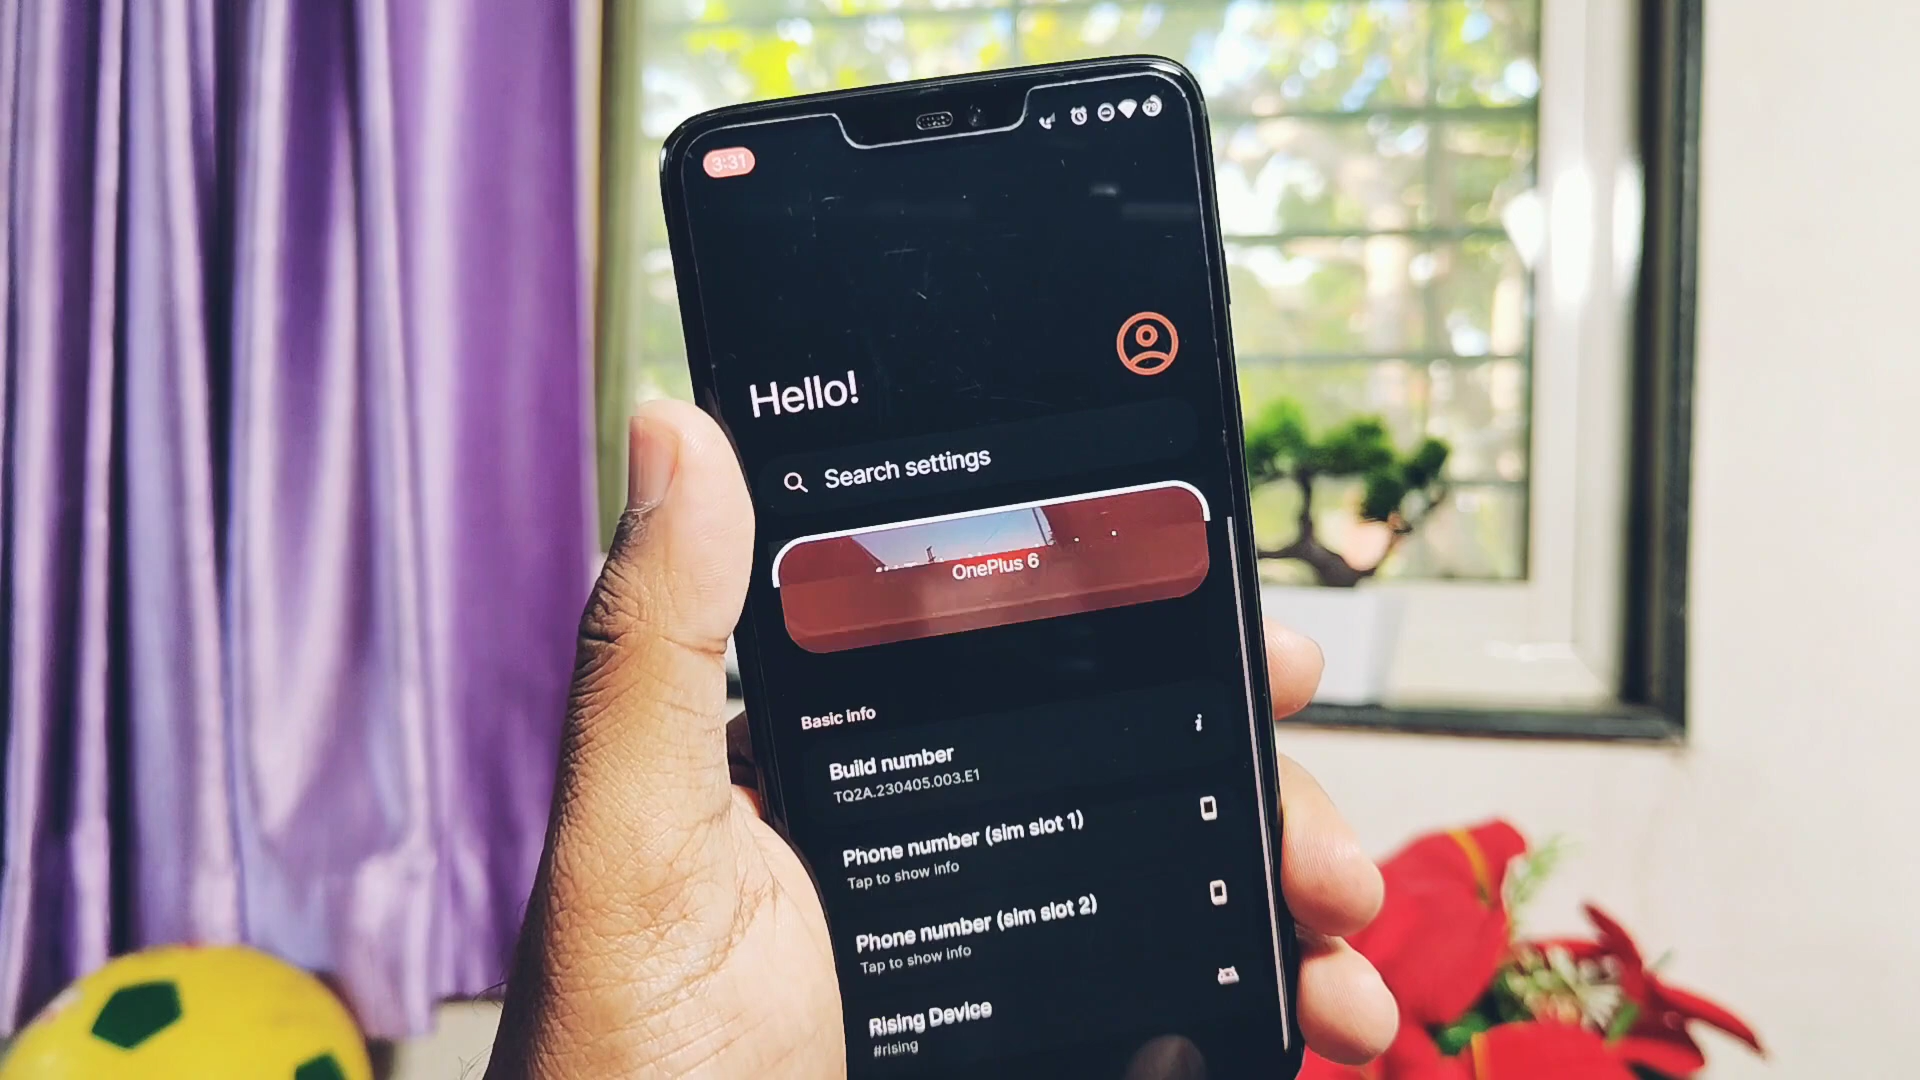 3:31
79
Hello!
Search settings
OnePlus 6
Basic info
Build number
TQ2A.230405.003.E1
Phone number (sim slot 1)
Tap to show info
Phone number (sim slot 2)
Tap to show info
Rising Device
#rising